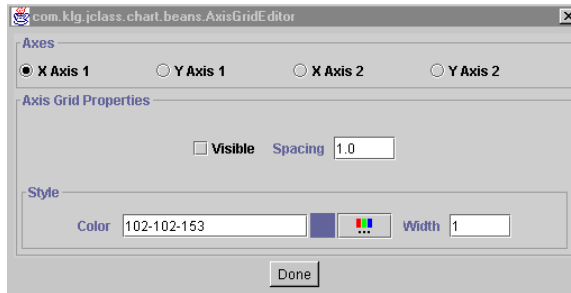 com.klg.jclass.chart.beans.AxisGridEditor
Axes
X Axis 1 Y Axis 1 X Axis 2 Y Axis 2
Axis Grid Properties
Visible Spacing 1.0
Style
Color 102-102-153 Width 1
Done